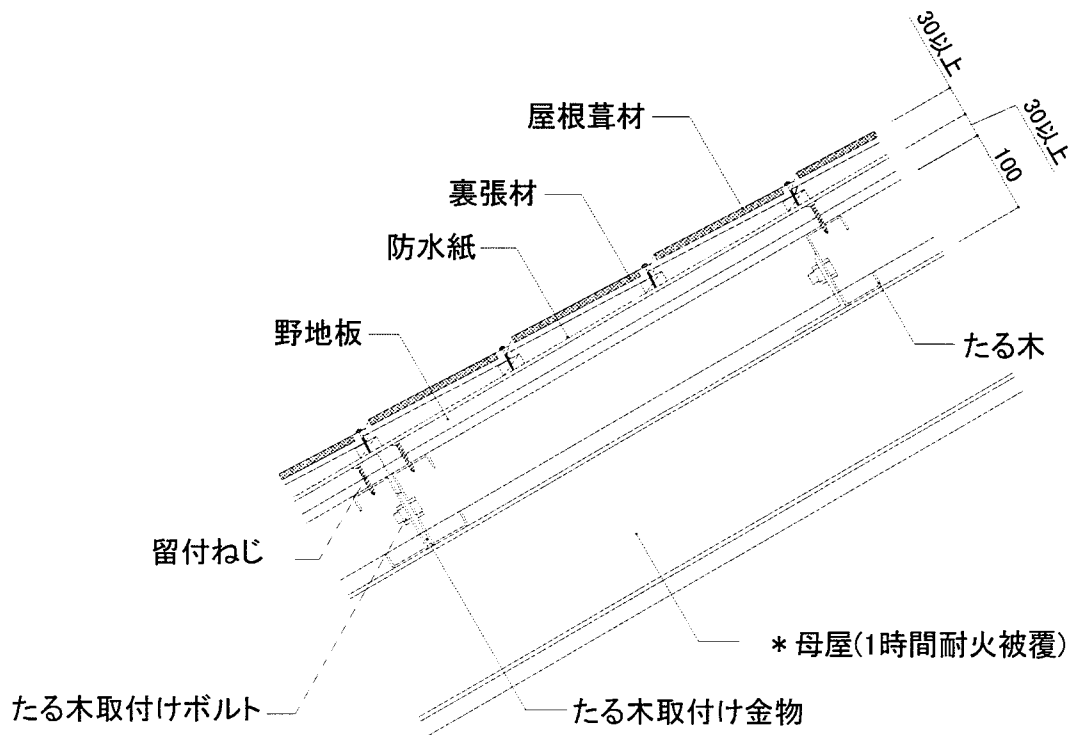 30以上
30以上
100
屋根葺材
裏張材
防水紙
野地板
たる木
留付ねじ
*母屋(1時間耐火被覆)
たる木取付けボルト
たる木取付け金物